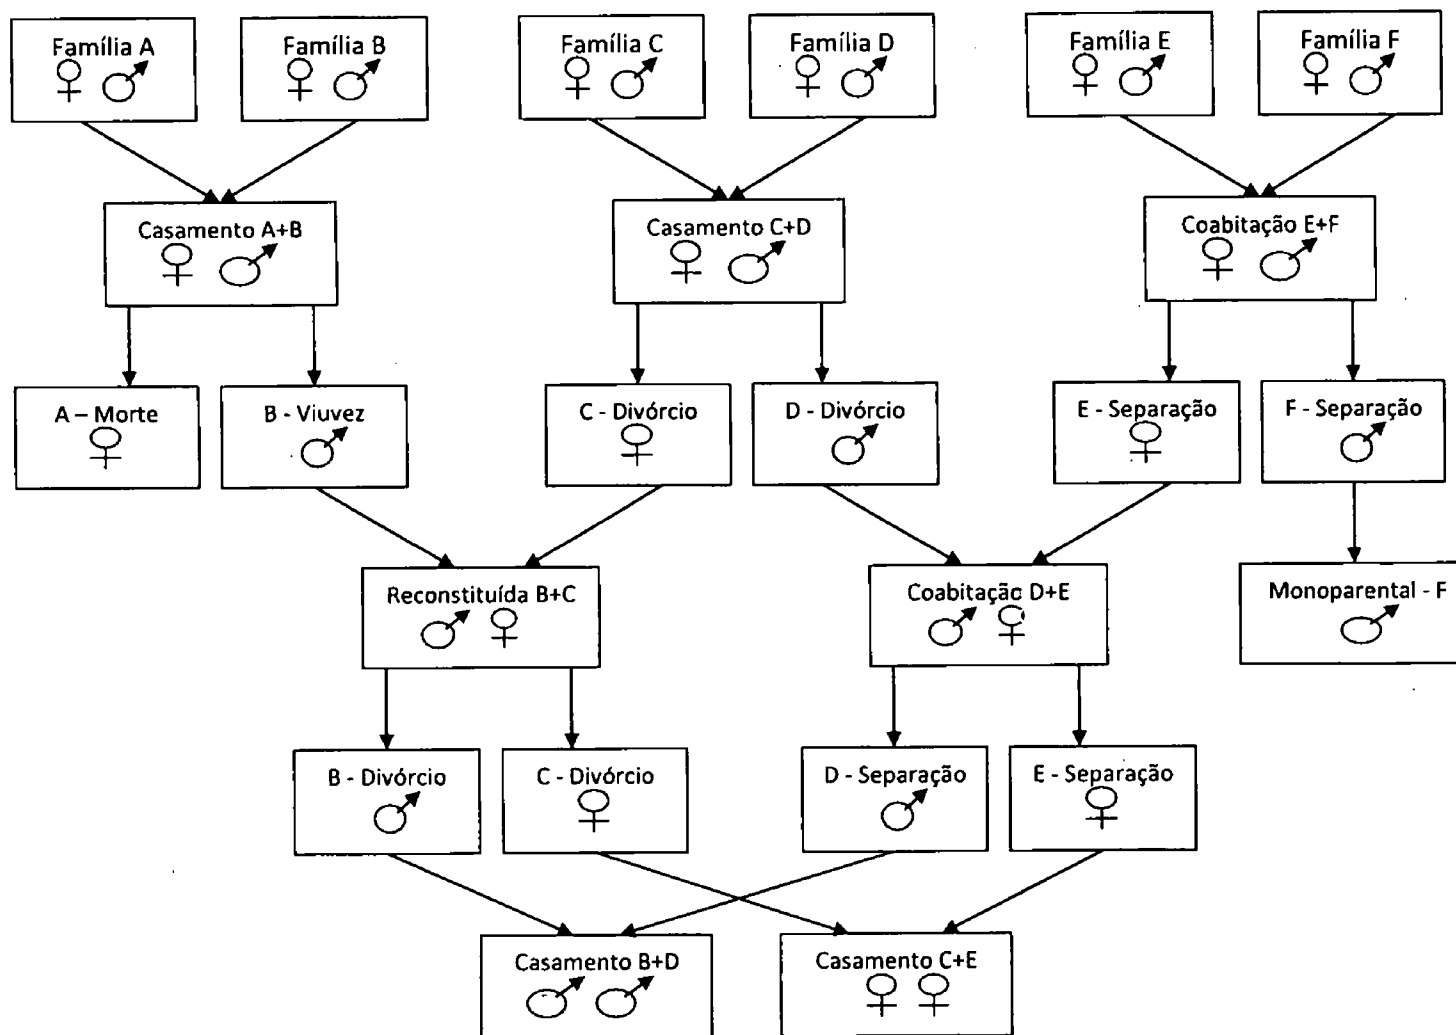 Família A
Família B
Família C
Família D
Família E
Família F
Casamento A+B
Casamento C+D
Coabitação E+F
A – Morte
B - Viuvez
C - Divórcio
D - Divórcio
E - Separação
F - Separação
Reconstituída B+C
Coabitação D+E
Monoparental - F
B - Divórcio
C - Divórcio
D - Separação
E - Separação
Casamento B+D
Casamento C+E